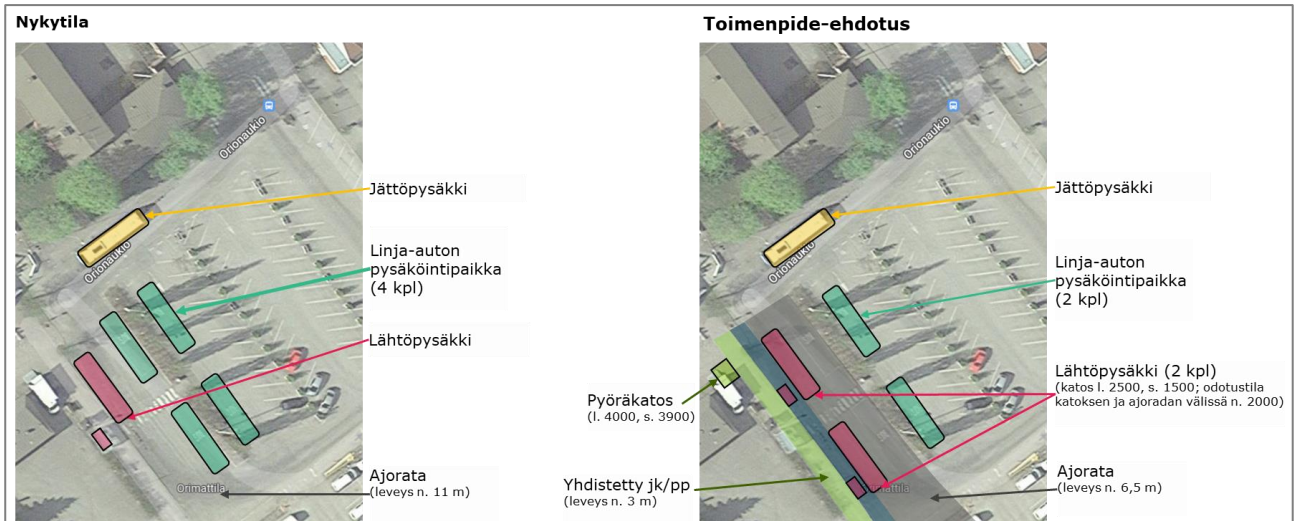 Nykytila
Orionaukio
Jättöpysäkki
Orionaukio
Linja-auton
pysäköintipaikka
(4 kpl)
Lähtöpysäkki
Ajorata
(leveys n. 11 m)
Orimattila
Toimenpide-ehdotus
Orionaukio
Jättöpysäkki
Orionaukio
Linja-auton
pysäköintipaikka
(2 kpl)
Lähtöpysäkki (2 kpl)
(katos l. 2500, s. 1500; odotustila
katoksen ja ajoradan välissä n. 2000)
Pyöräkatos
(l. 4000, s. 3900)
Ajorata
(leveys n. 6,5 m)
Yhdistetty jk/pp
(leveys n. 3 m)